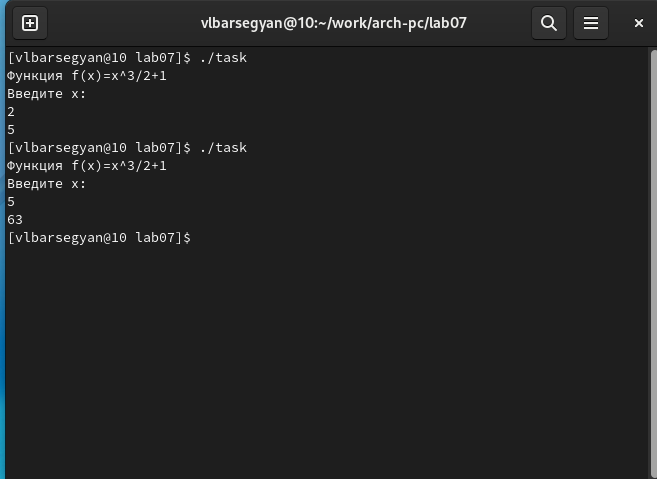 vlbarsegyan@10:~/work/arch-pc/lab07
[vlbarsegyan@10 lab07]$ ./task
Функция f(x)=x^3/2+1
Введите x:
2
5
[vlbarsegyan@10 lab07]$ ./task
Функция f(x)=x^3/2+1
Введите x:
5
63
[vlbarsegyan@10 lab07]$